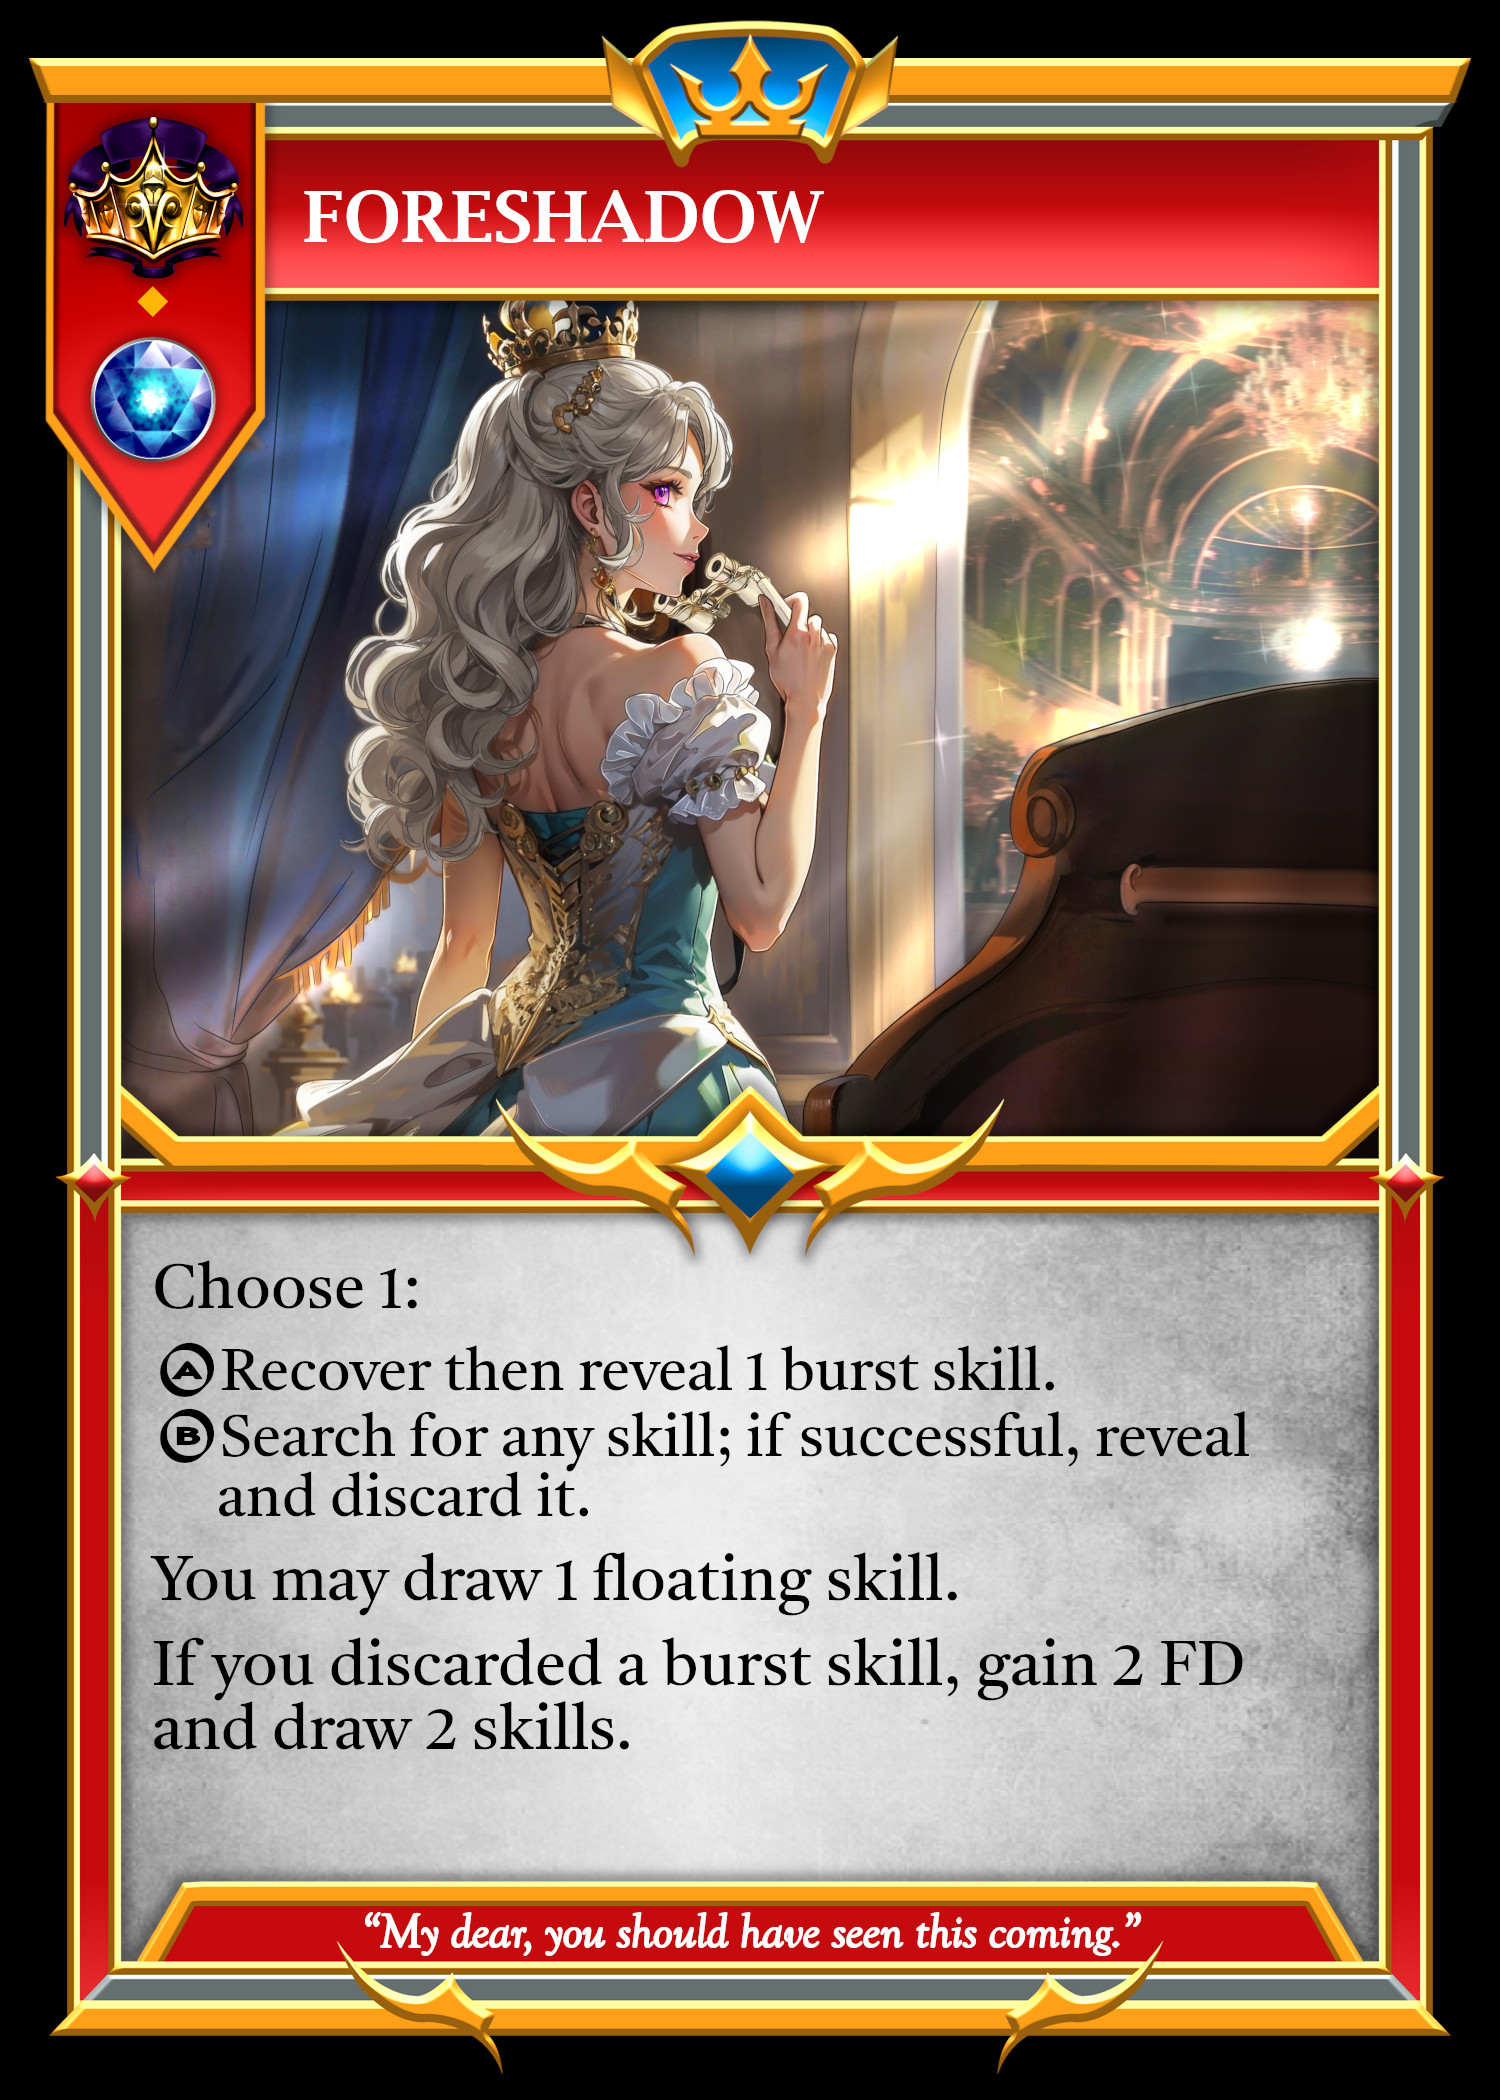 FORESHADOW
Choose 1:
Ⓐ Recover then reveal 1 burst skill.
Ⓑ Search for any skill; if successful, reveal
and discard it.
You may draw 1 floating skill.
If you discarded a burst skill, gain 2 FD
and draw 2 skills.
“My dear, you should have seen this coming.”